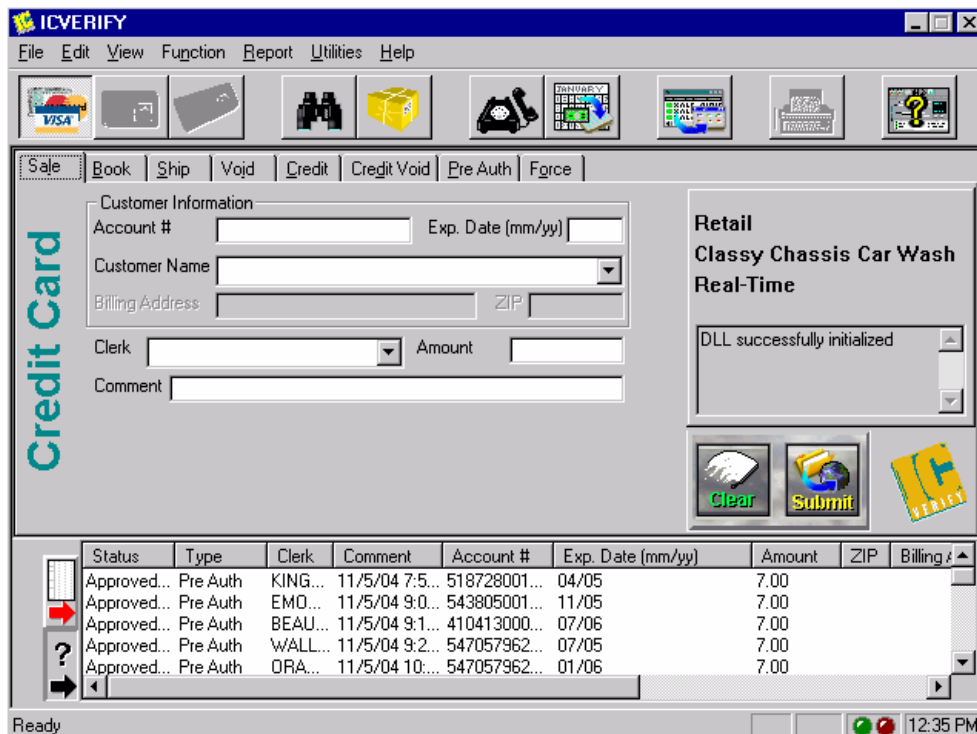 ICVERIFY
File Edit View Function Report Utilities Help
VISA
JANUARY
Sale Book Ship Void Credit Credit Void Pre Auth Force
Credit Card
Customer Information
Account # Exp. Date (mm/yy)
Customer Name
Billing Address ZIP
Clerk Amount
Comment
Retail
Classy Chassis Car Wash
Real-Time
DLL successfully initialized
Clear Submit
IC VERIFY
Status Type Clerk Comment Account # Exp. Date (mm/yy) Amount ZIP Billing
Approved... Pre Auth KING... 11/5/04 7:5... 518728001... 04/05 7.00
Approved... Pre Auth EMO... 11/5/04 9:0... 543805001... 11/05 7.00
Approved... Pre Auth BEAU... 11/5/04 9:1... 410413000... 07/06 7.00
Approved... Pre Auth WALL... 11/5/04 9:2... 547057962... 07/05 7.00
Approved... Pre Auth ORA... 11/5/04 10:... 547057962... 01/06 7.00
Ready 12:35 PM